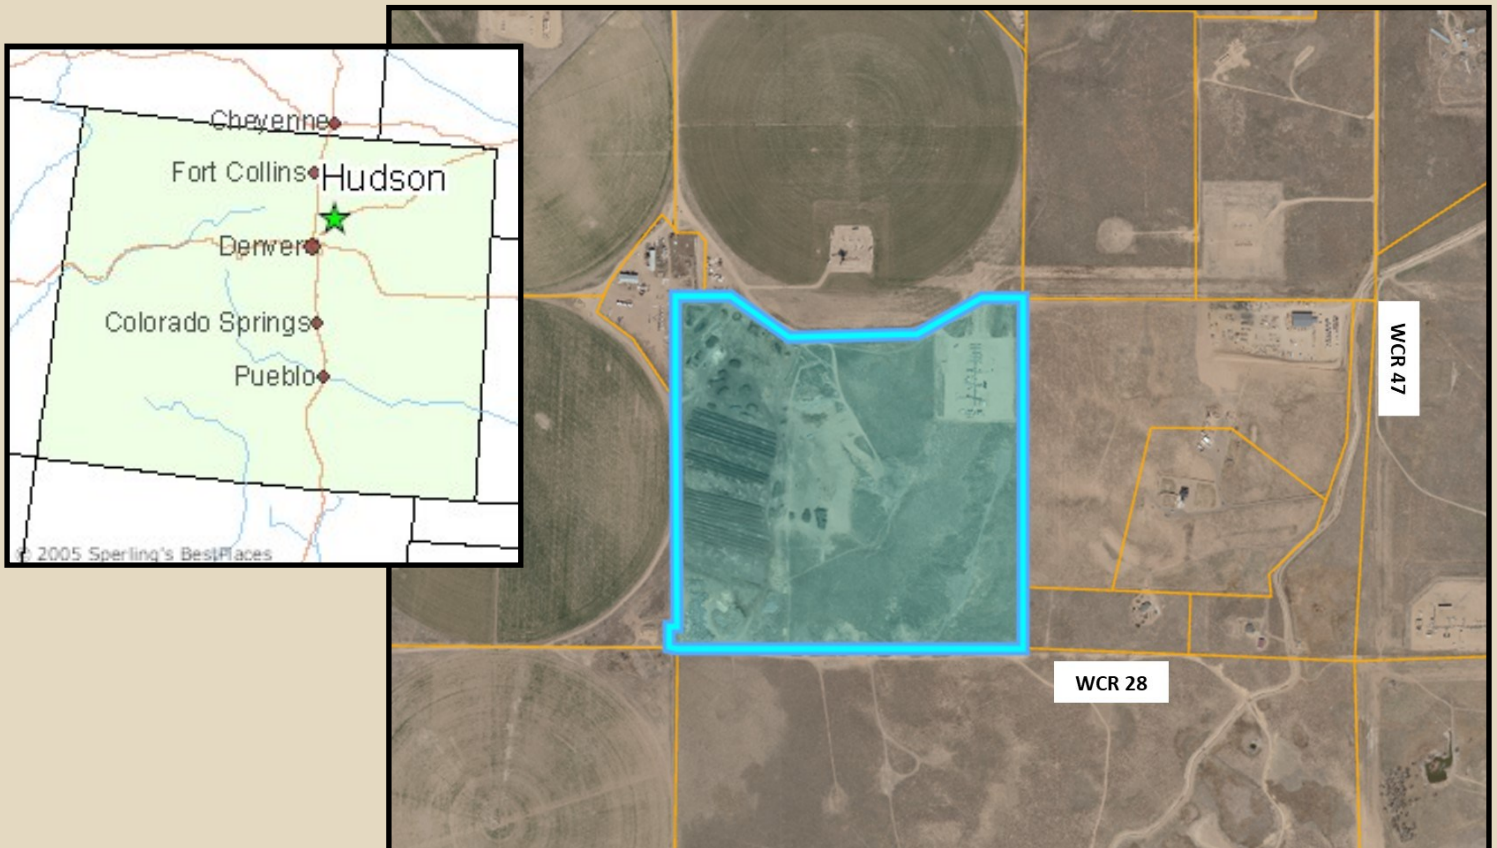 Cheyenne
Fort Collins
Hudson
Denver
Colorado Springs
Pueblo
© 2005 Sperling's BestPlaces
WCR 47
WCR 28